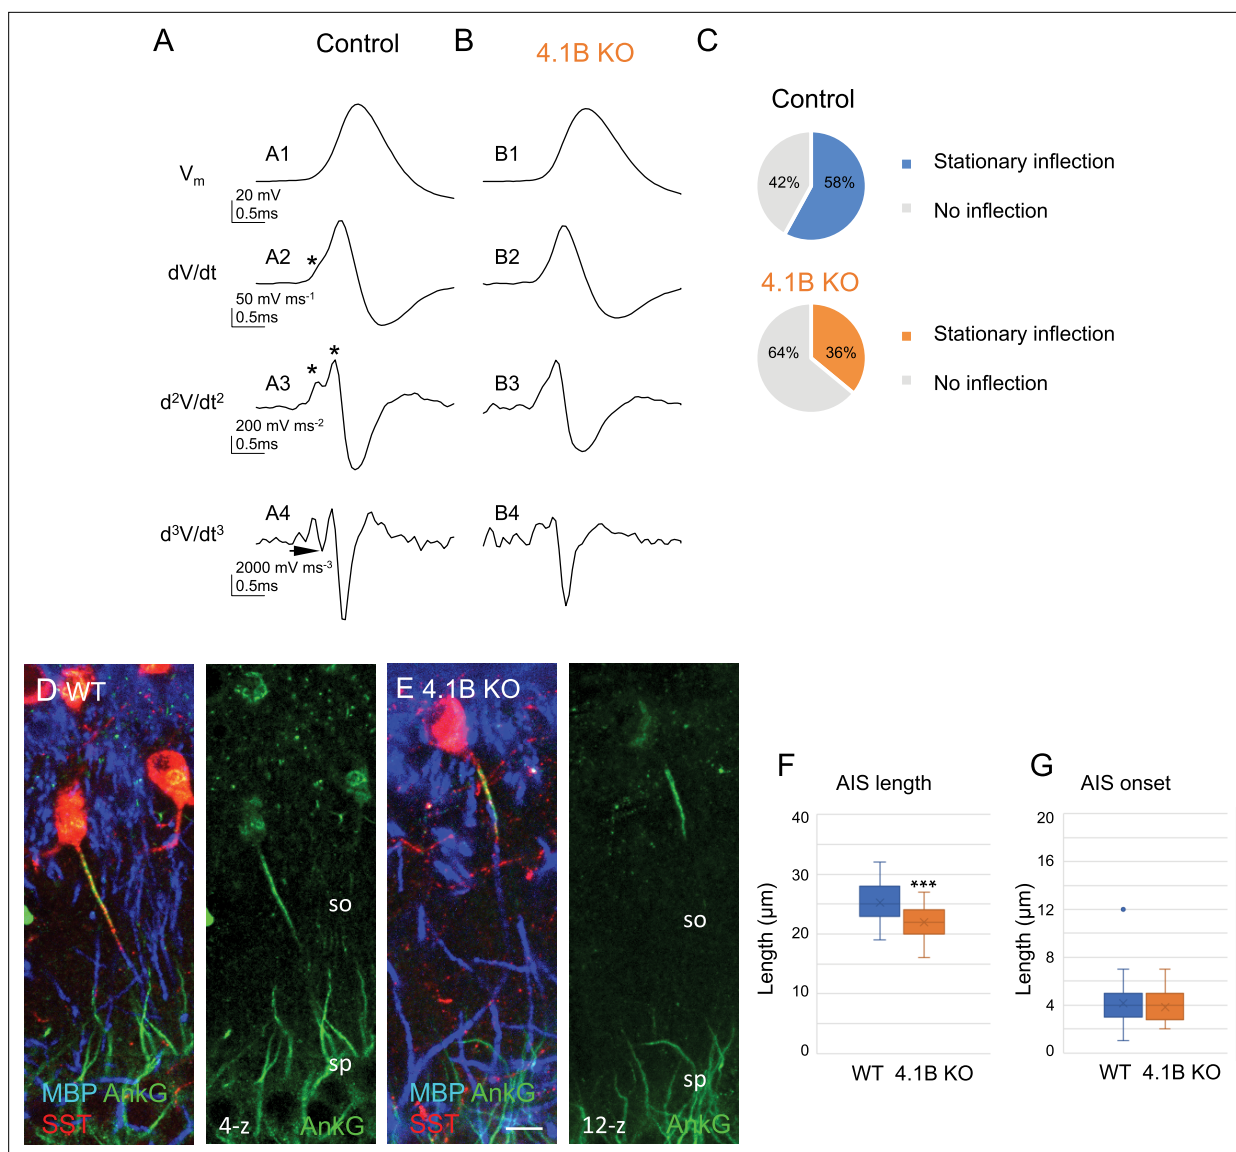 A
Control
B
4.1B KO
C
Control
A1
B1
Vm
20 mV
0.5ms
42%
58%
Stationary inflection
No inflection
A2
*
B2
dV/dt
50 mV ms-1
0.5ms
4.1B KO
64%
36%
Stationary inflection
No inflection
*
*
A3
B3
d2V/dt2
200 mV ms-2
0.5ms
A4
B4
d3V/dt3
2000 mV ms-3
0.5ms
D WT
so
sp
MBP AnkG
SST
4-z
AnkG
E 4.1B KO
so
sp
MBP AnkG
SST
12-z
AnkG
F
AIS length
Length (μm)
40
30
20
10
0
***
WT
4.1B KO
G
AIS onset
Length (μm)
20
16
12
8
4
0
WT
4.1B KO